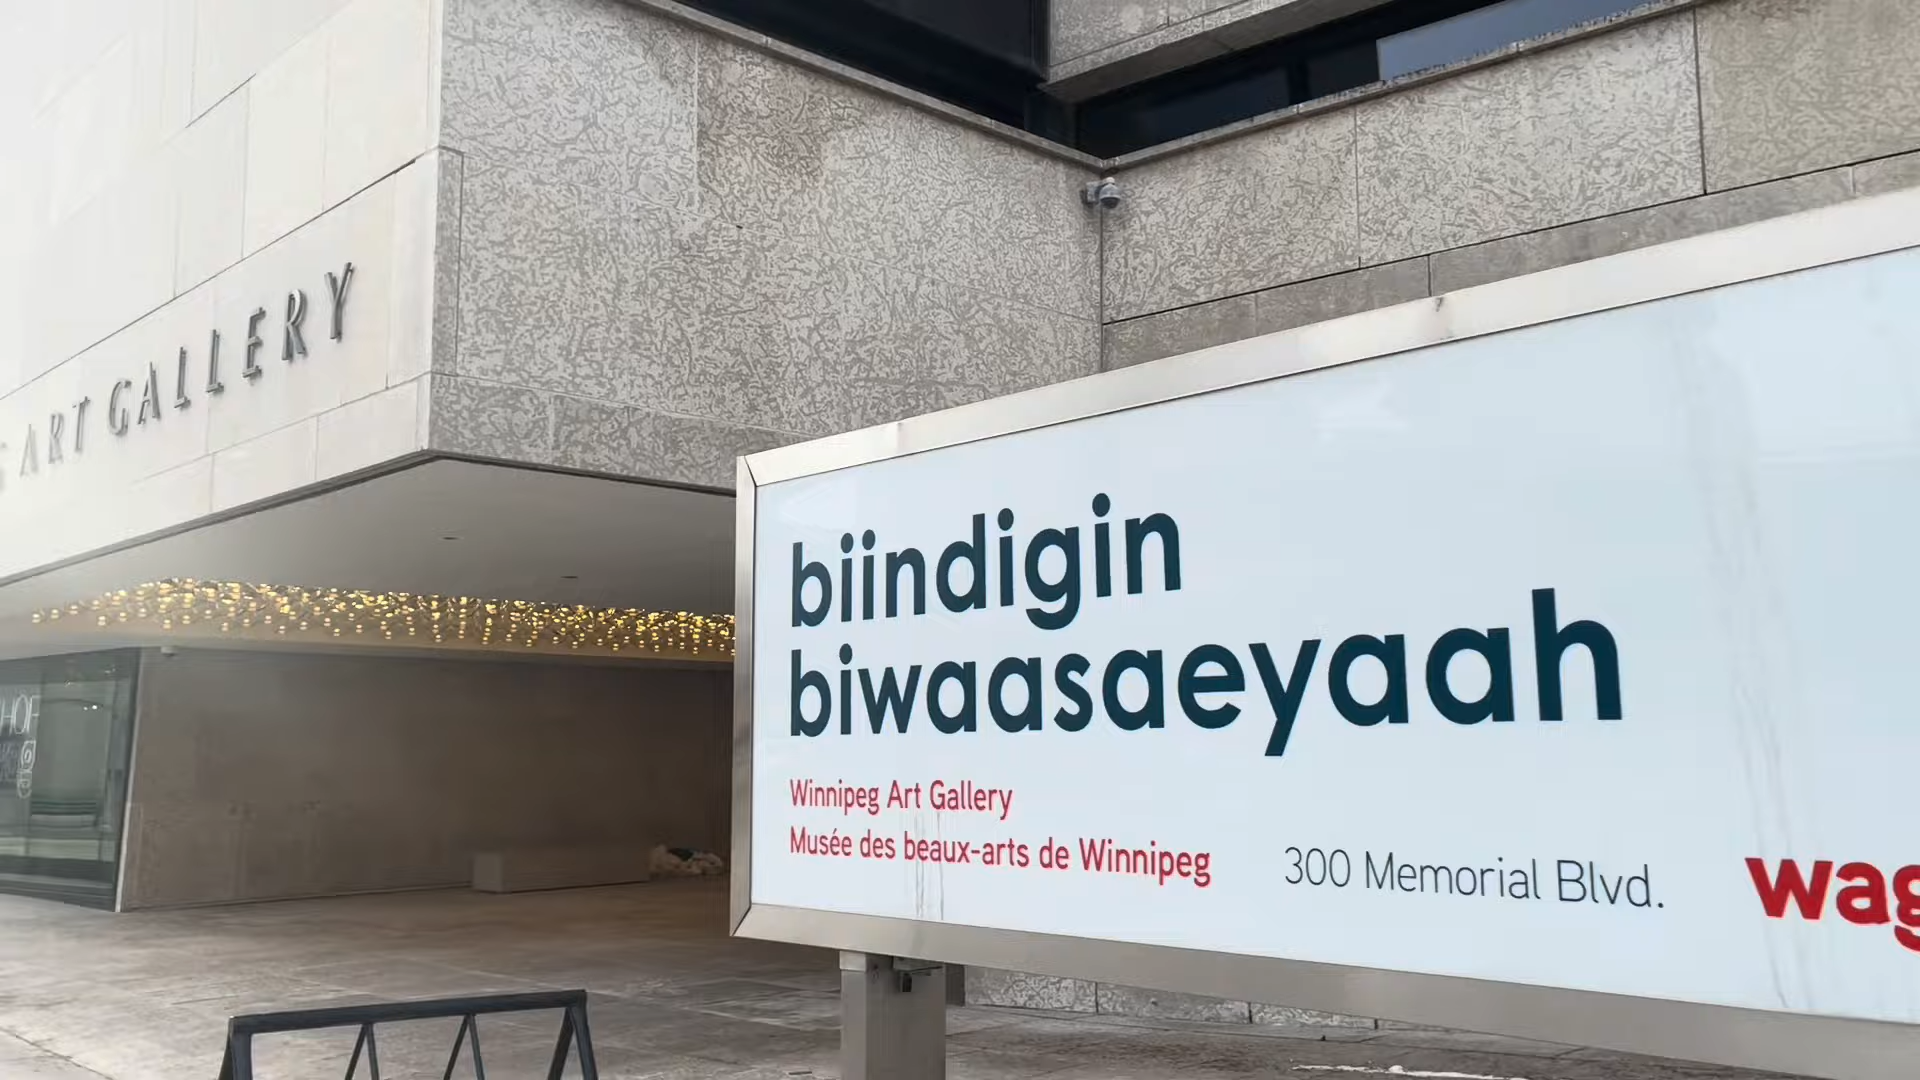 ART GALLERY
biindigin
biwaasaeyaah
Winnipeg Art Gallery
Musée des beaux-arts de Winnipeg
300 Memorial Blvd.
wag